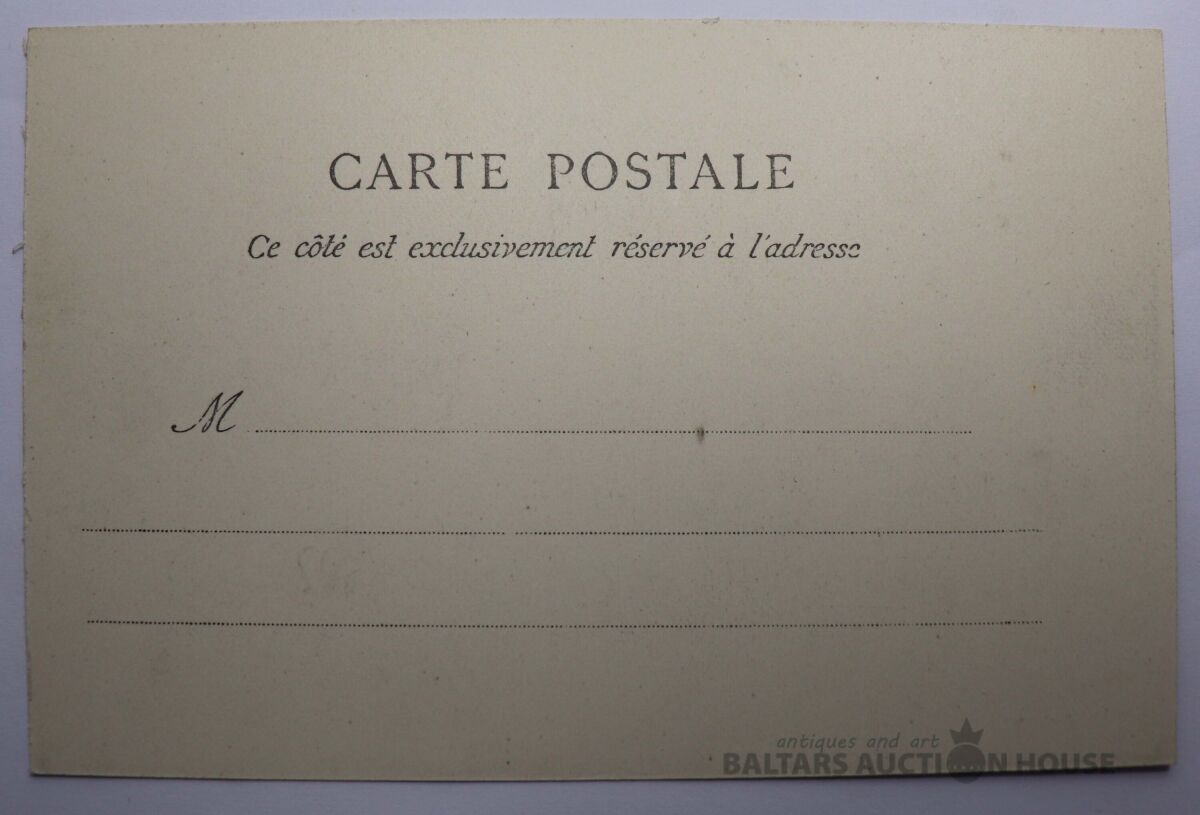 CARTE POSTALE
Ce côté est exclusivement réservé à l'adresse
M
antiques and art
BALTARS AUCTION HOUSE